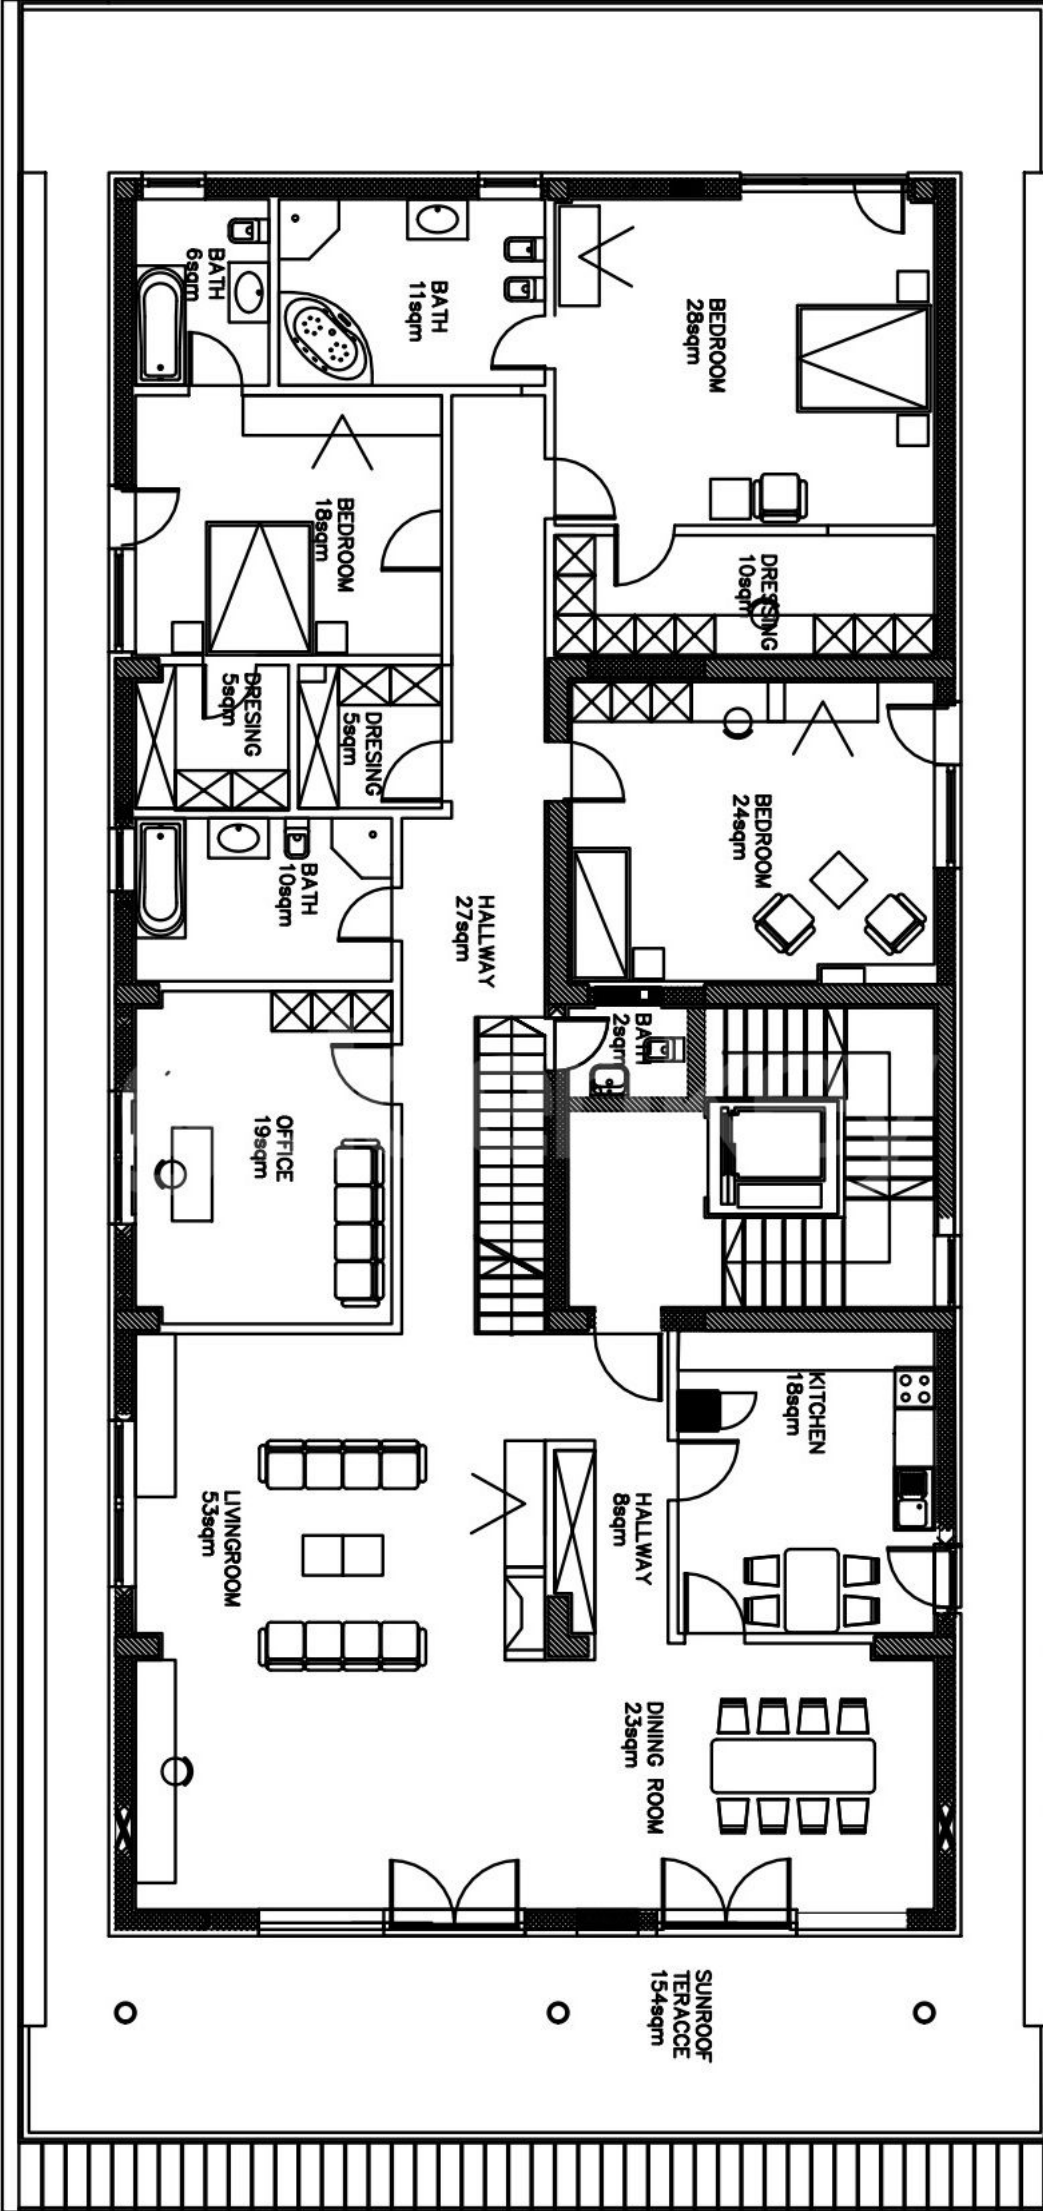 BATH
6sqm
BATH
11sqm
BEDROOM
28sqm
BEDROOM
18sqm
DRESSING
10sqm
DRESING
5sqm
DRESING
5sqm
BEDROOM
24sqm
BATH
10sqm
HALLWAY
27sqm
BATH
2sqm
OFFICE
19sqm
KITCHEN
18sqm
HALLWAY
8sqm
LIVINGROOM
53sqm
DINING ROOM
23sqm
SUNROOF
TERACCE
154sqm